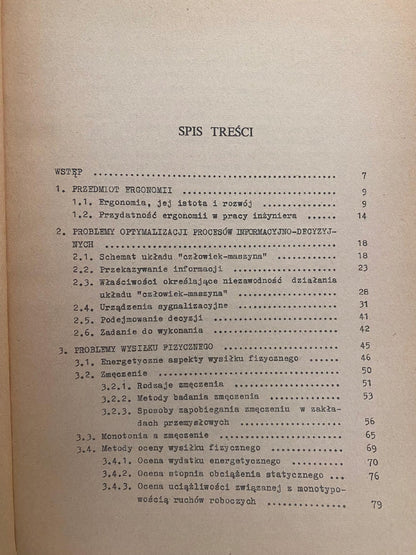 SPIS TREŚCI
WSTĘP ........................................ 7
1. PRZEDMIOT ERGONOMII ........................................ 9
1.1. Ergonomia, jej istota i rozwój ........................................ 9
1.2. Przydatność ergonomii w pracy inżyniera ........................................ 14
2. PROBLEMY OPTYMALIZACJI PROCESÓW INFORMACYJNO-DECYZYJ-
NYCH ........................................ 18
2.1. Schemat układu "człowiek-maszyna" ........................................ 18
2.2. Przekazywanie informacji ........................................ 23
2.3. Właściwości określające niezawodność działania
układu "człowiek-maszyna" ........................................ 28
2.4. Urządzenia sygnalizacyjne ........................................ 31
2.5. Podejmowanie decyzji ........................................ 41
2.6. Zadanie do wykonania ........................................ 42
3. PROBLEMY WYSIŁKU FIZYCZNEGO ........................................ 45
3.1. Energetyczne aspekty wysiłku fizycznego ........................................ 46
3.2. Zmęczenie ........................................ 50
3.2.1. Rodzaje zmęczenia ........................................ 51
3.2.2. Metody badania zmęczenia ........................................ 53
3.2.3. Sposoby zapobiegania zmęczeniu w zakła-
dach przemysłowych ........................................ 56
3.3. Monotonia a zmęczenie ........................................ 65
3.4. Metody oceny wysiłku fizycznego ........................................ 69
3.4.1. Ocena wydatku energetycznego ........................................ 70
3.4.2. Ocena stopnia obciążenia statycznego ........................................ 76
3.4.3. Ocena uciążliwości związanej z monotypo-
wością ruchów roboczych ........................................ 79